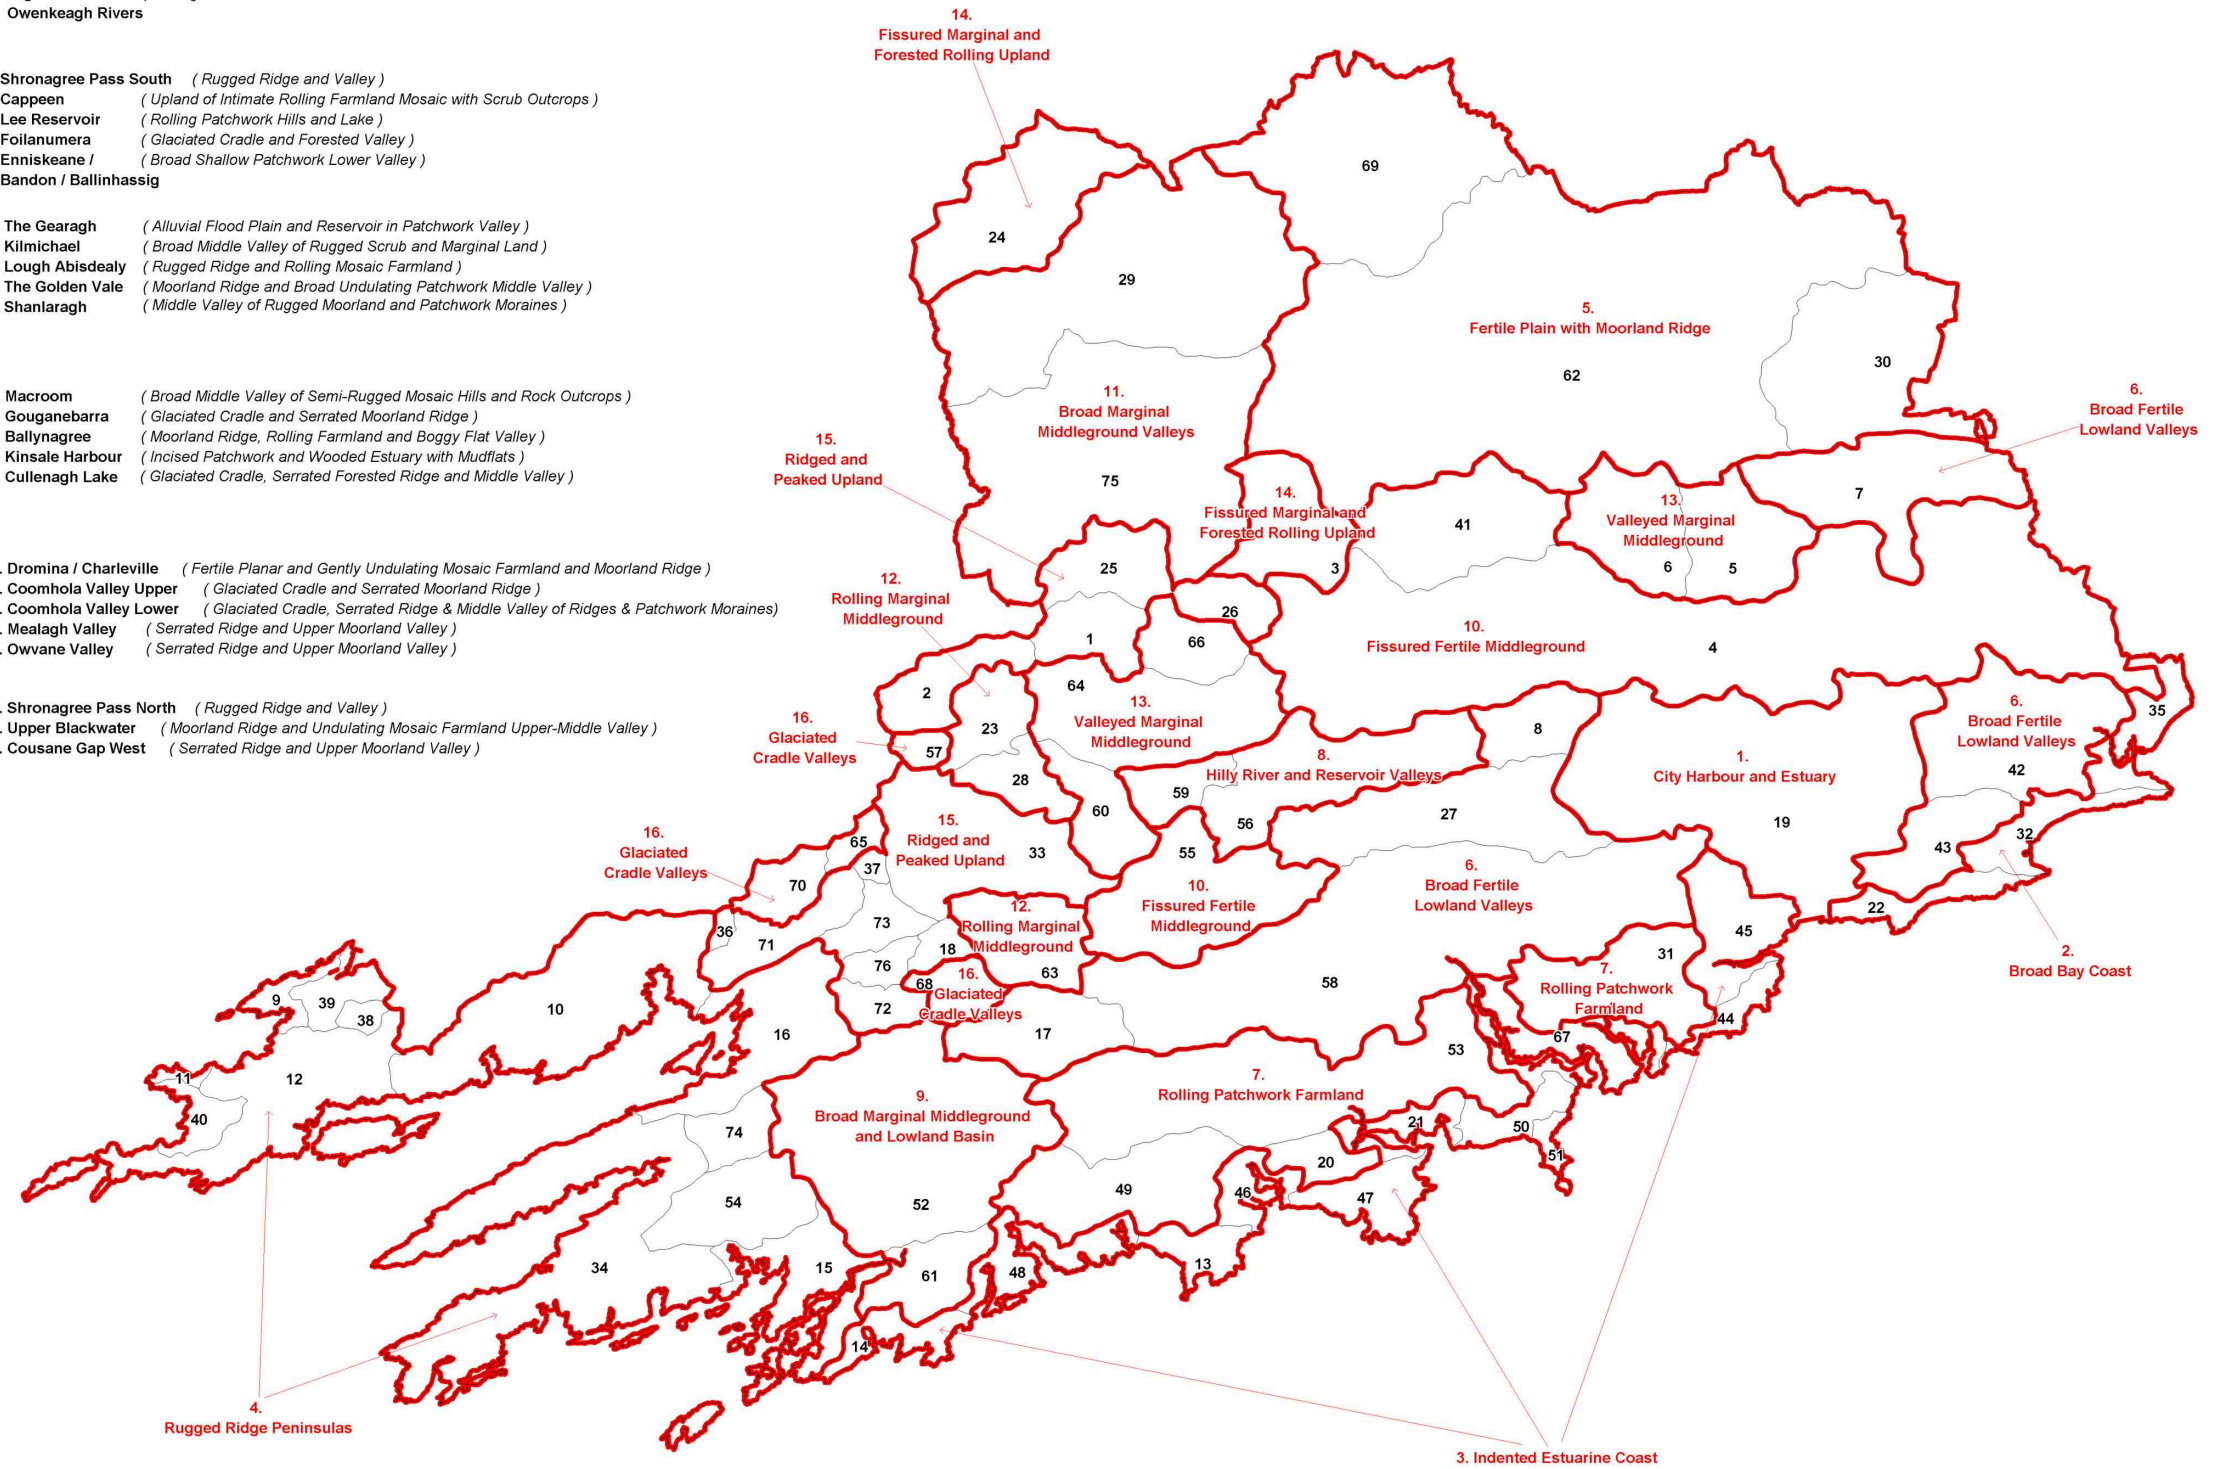 Owenkeagh Rivers
Shronagree Pass South ( Rugged Ridge and Valley )
Cappeen ( Upland of Intimate Rolling Farmland Mosaic with Scrub Outcrops )
Lee Reservoir ( Rolling Patchwork Hills and Lake )
Foilanumera ( Glaciated Cradle and Forested Valley )
Enniskeane / ( Broad Shallow Patchwork Lower Valley )
Bandon / Ballinhassig
The Gearagh ( Alluvial Flood Plain and Reservoir in Patchwork Valley )
Kilmichael ( Broad Middle Valley of Rugged Scrub and Marginal Land )
Lough Abisdealy ( Rugged Ridge and Rolling Mosaic Farmland )
The Golden Vale ( Moorland Ridge and Broad Undulating Patchwork Middle Valley )
Shanlaragh ( Middle Valley of Rugged Moorland and Patchwork Moraines )
Macroom ( Broad Middle Valley of Semi-Rugged Mosaic Hills and Rock Outcrops )
Gouganebarra ( Glaciated Cradle and Serrated Moorland Ridge )
Ballynagree ( Moorland Ridge, Rolling Farmland and Boggy Flat Valley )
Kinsale Harbour ( Incised Patchwork and Wooded Estuary with Mudflats )
Cullenagh Lake ( Glaciated Cradle, Serrated Forested Ridge and Middle Valley )
. Dromina / Charleville ( Fertile Planar and Gently Undulating Mosaic Farmland and Moorland Ridge )
. Coomhola Valley Upper ( Glaciated Cradle and Serrated Moorland Ridge )
. Coomhola Valley Lower ( Glaciated Cradle, Serrated Ridge & Middle Valley of Ridges & Patchwork Moraines)
. Mealagh Valley ( Serrated Ridge and Upper Moorland Valley )
. Owvane Valley ( Serrated Ridge and Upper Moorland Valley )
. Shronagree Pass North ( Rugged Ridge and Valley )
. Upper Blackwater ( Moorland Ridge and Undulating Mosaic Farmland Upper-Middle Valley )
. Cousane Gap West ( Serrated Ridge and Upper Moorland Valley )
14.
Fissured Marginal and
Forested Rolling Upland
69
24
29
5.
Fertile Plain with Moorland Ridge
62
30
6.
Broad Fertile
Lowland Valleys
11.
Broad Marginal
Middleground Valleys
75
15.
Ridged and
Peaked Upland
14.
Fissured Marginal and
Forested Rolling Upland
3
41
13.
Valleyed Marginal
Middleground
6
5
7
25
12.
Rolling Marginal
Middleground
26
1
66
10.
Fissured Fertile Middleground
4
2
64
13.
Valleyed Marginal
Middleground
23
16.
Glaciated
Cradle Valleys
57
28
8
8.
Hilly River and Reservoir Valleys
59
56
60
27
1.
City Harbour and Estuary
19
6.
Broad Fertile
Lowland Valleys
42
35
32
43
22
2.
Broad Bay Coast
16.
Glaciated
Cradle Valleys
65
37
70
15.
Ridged and
Peaked Upland
33
55
10.
Fissured Fertile
Middleground
6.
Broad Fertile
Lowland Valleys
58
12.
Rolling Marginal
Middleground
63
36
71
73
18
76
68
16.
Glaciated
Cradle Valleys
72
17
16
45
31
7.
Rolling Patchwork
Farmland
67
44
53
9
39
38
10
11
12
40
7.
Rolling Patchwork Farmland
9.
Broad Marginal Middleground
and Lowland Basin
52
74
54
34
15
61
48
14
49
46
13
20
21
47
50
51
4.
Rugged Ridge Peninsulas
3. Indented Estuarine Coast